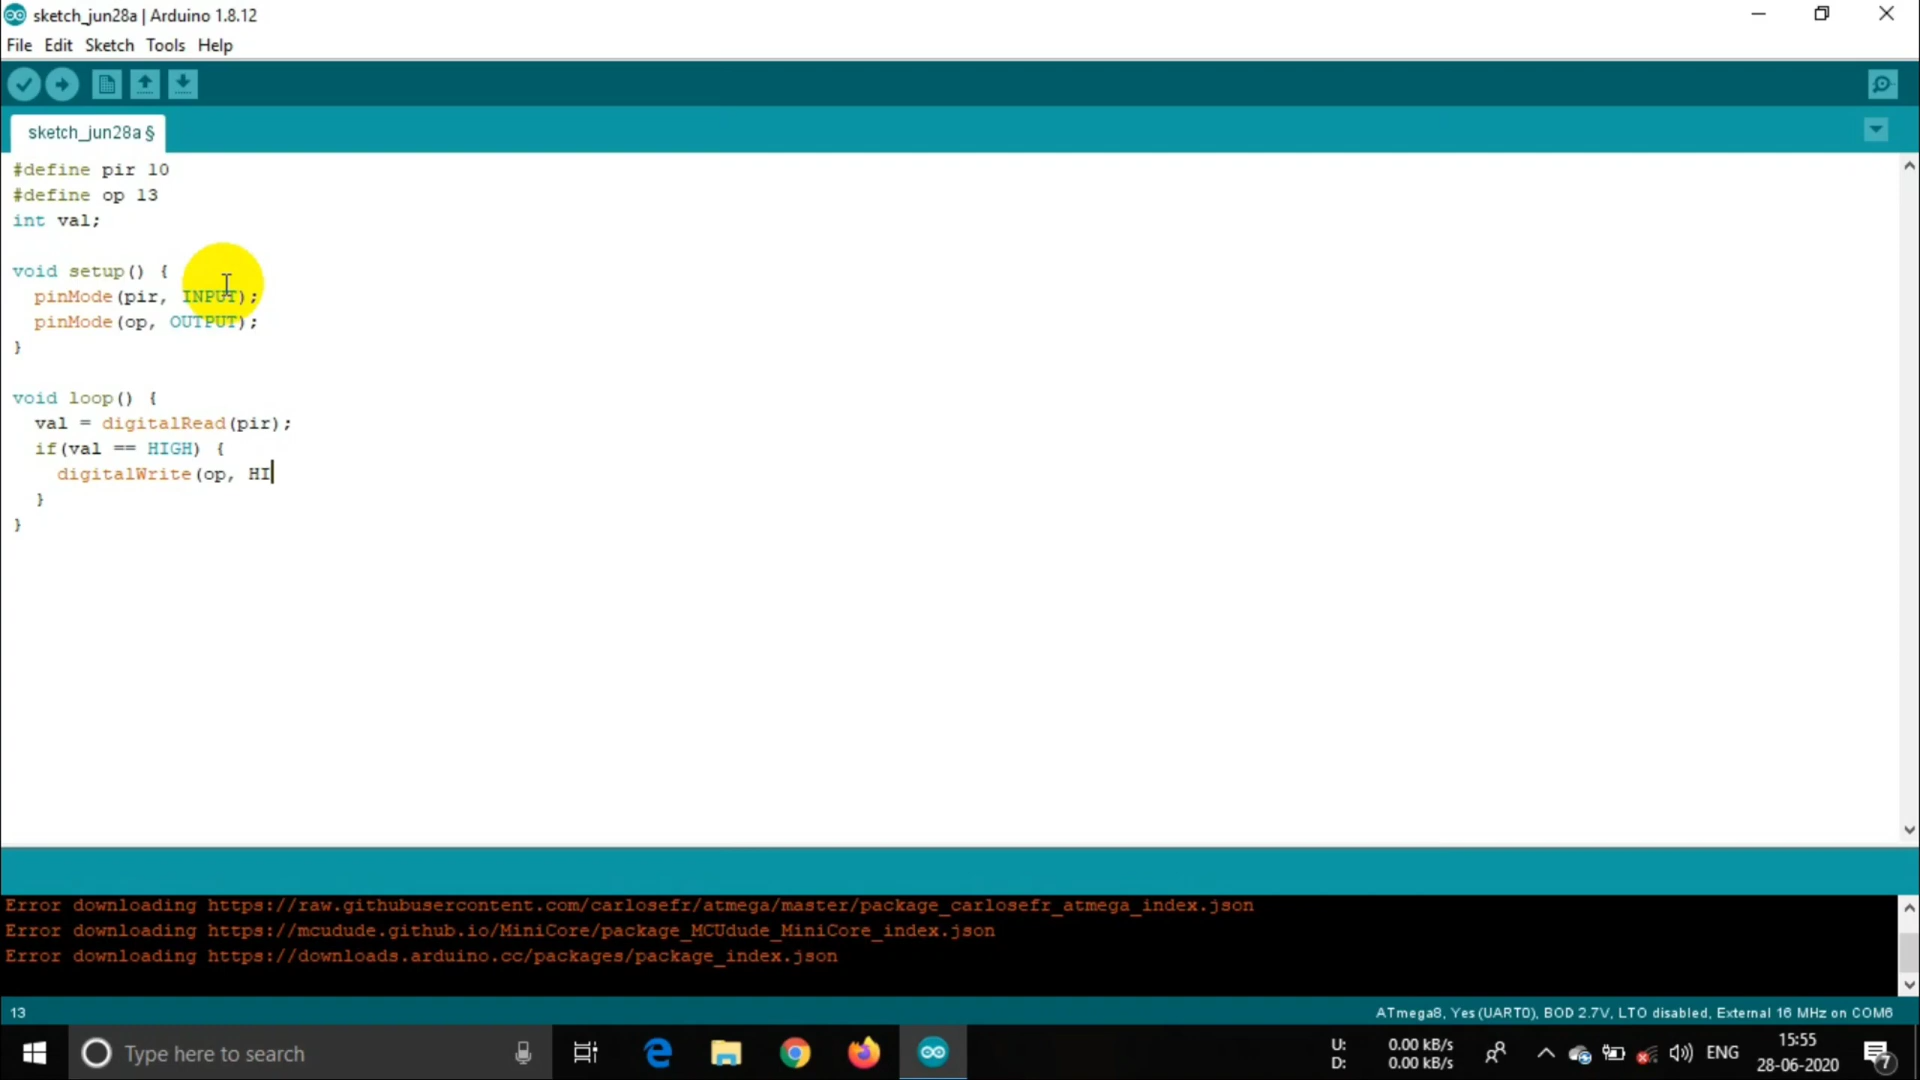 sketch_jun28a | Arduino 1.8.12
File Edit Sketch Tools Help
sketch_jun28a §
#define pir 10
#define op 13
int val;
void setup() {
pinMode(pir, INPUT);
pinMode(op, OUTPUT);
}
void loop() {
val = digitalRead(pir);
if(val == HIGH) {
digitalWrite(op, HI
}
}
Error downloading https://raw.githubusercontent.com/carlosefr/atmega/master/package_carlosefr_atmega_index.json
Error downloading https://mcudude.github.io/MiniCore/package_MCUdude_MiniCore_index.json
Error downloading https://downloads.arduino.cc/packages/package_index.json
13
ATmega8, Yes (UART0), BOD 2.7V, LTO disabled, External 16 MHz on COM6
Type here to search
U: 0.00 kB/s
D: 0.00 kB/s
ENG
15:55
28-06-2020
7